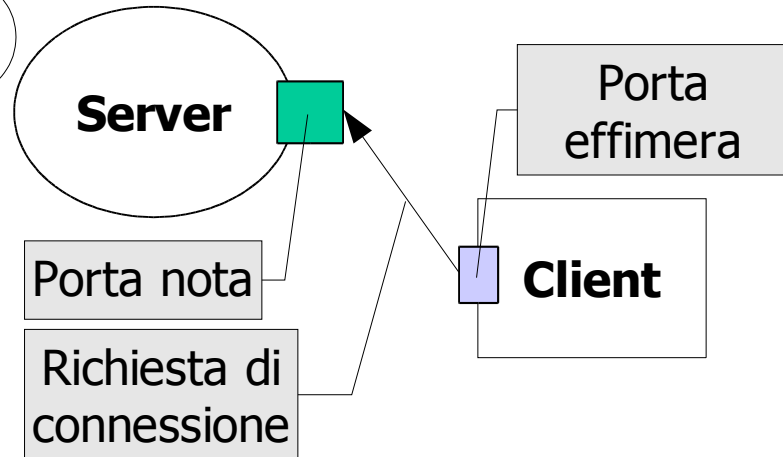 Server
Porta
effimera
Porta nota
Client
Richiesta di
connessione